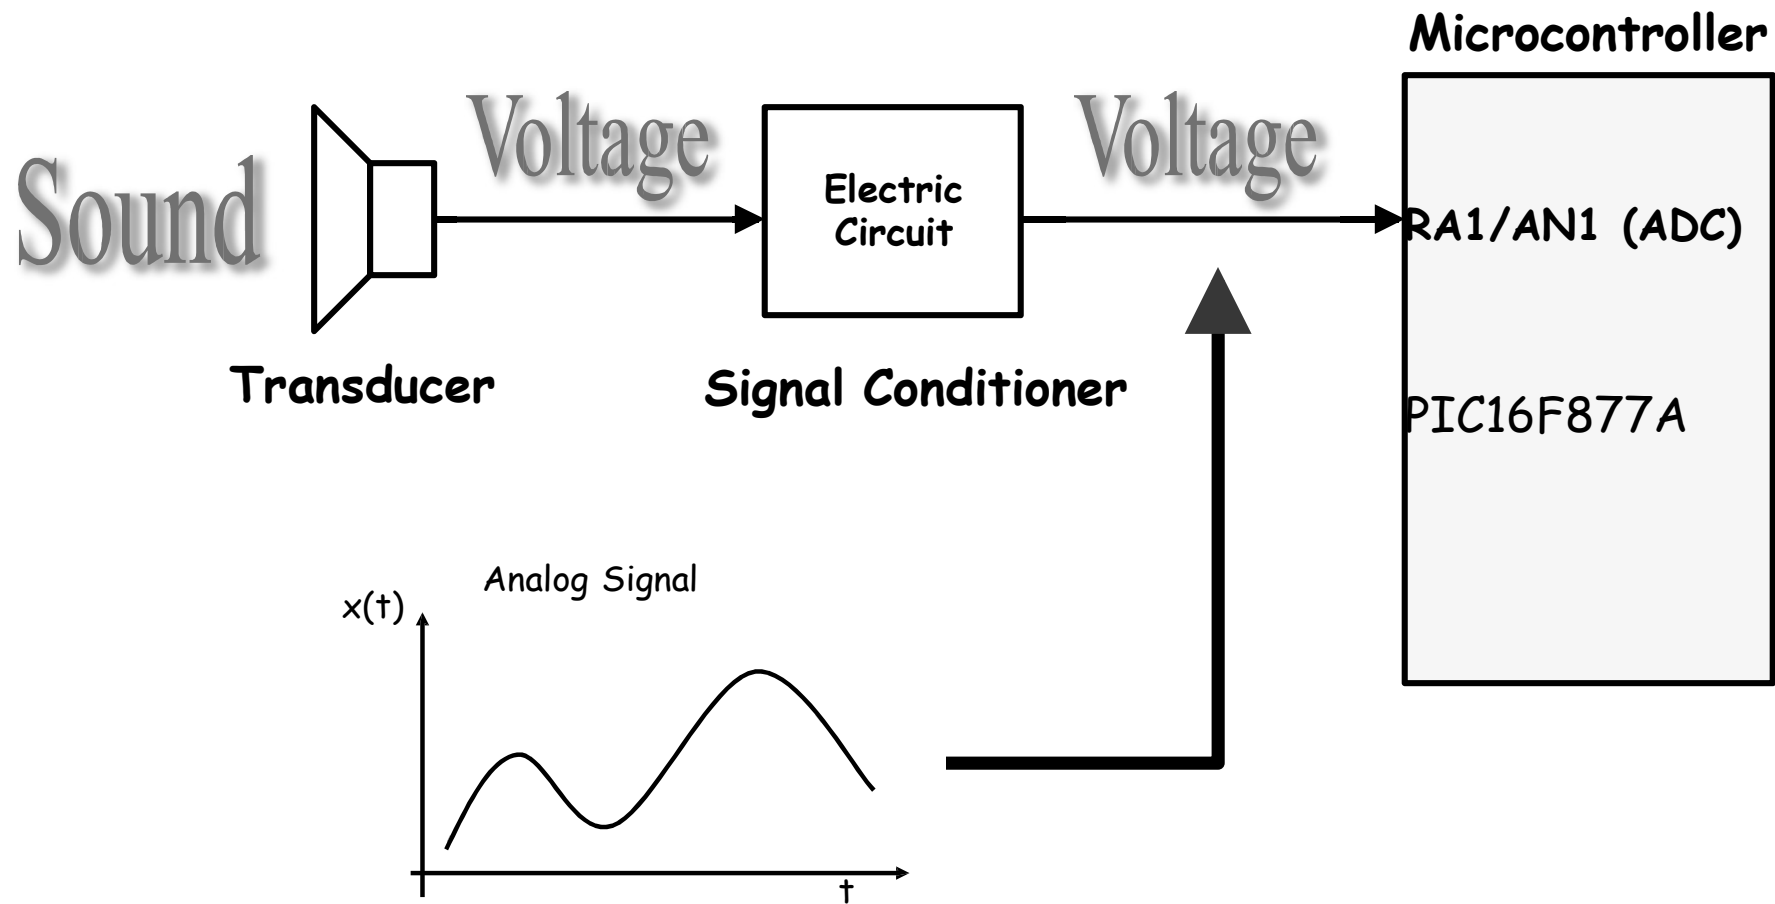 Microcontroller
Sound
Voltage
Electric
Circuit
Voltage
RA1/AN1 (ADC)
Transducer
Signal Conditioner
PIC16F877A
Analog Signal
x(t)
t